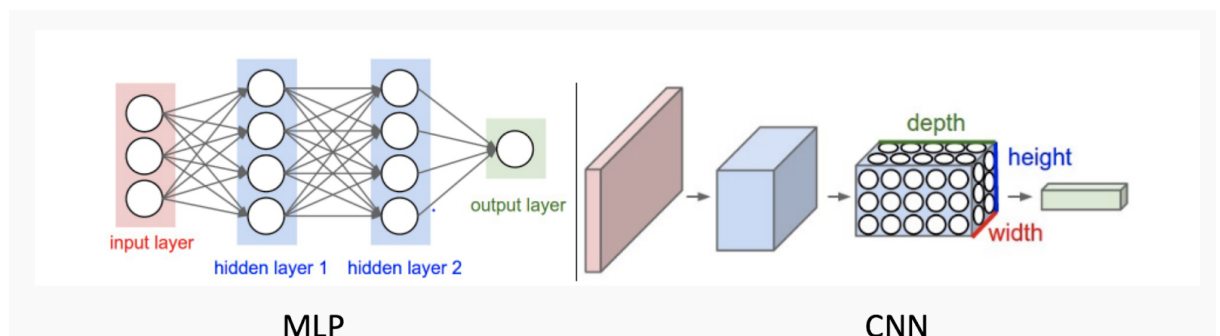 input layer
hidden layer 1
hidden layer 2
output layer
depth
height
width
MLP
CNN